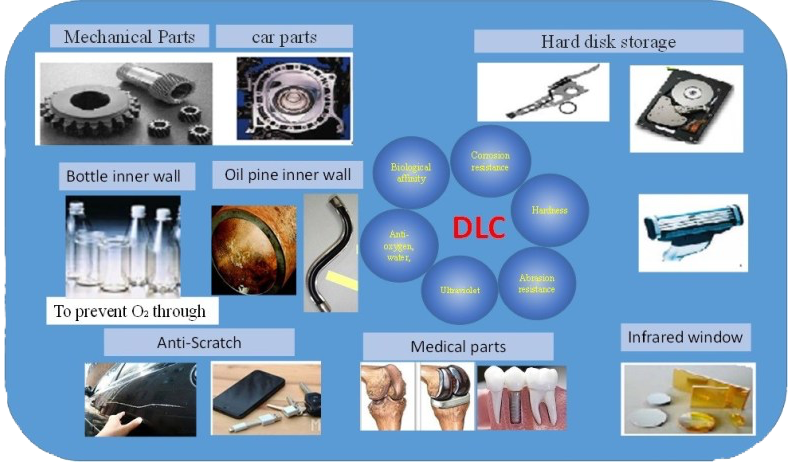 Mechanical Parts
car parts
Hard disk storage
Bottle inner wall
Oil pine inner wall
Biological
affinity
Corrosion
resistance
Hardness
DLC
Anti-
oxygen,
water,
Ultraviolet
Abrasion
resistance
To prevent O₂ through
Anti-Scratch
Medical parts
Infrared window